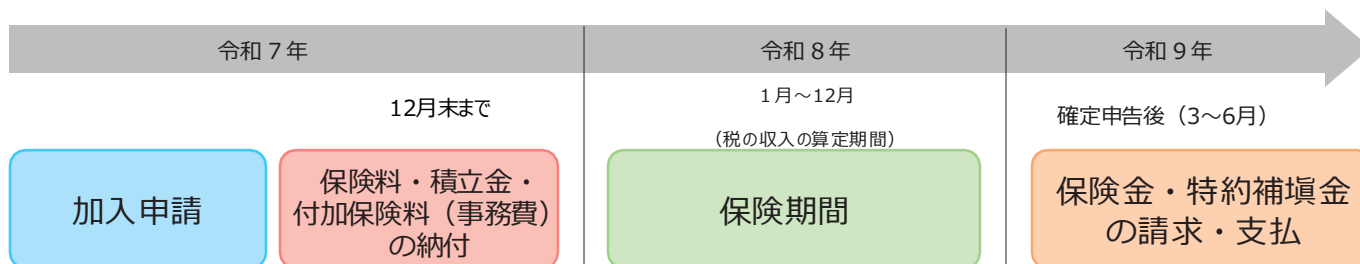 令和７年
令和８年
令和９年
12月末まで
１月～12月
（税の収入の算定期間）
確定申告後（3～6月）
加入申請
保険料・積立金・
付加保険料（事務費）
の納付
保険期間
保険金・特約補填金
の請求・支払